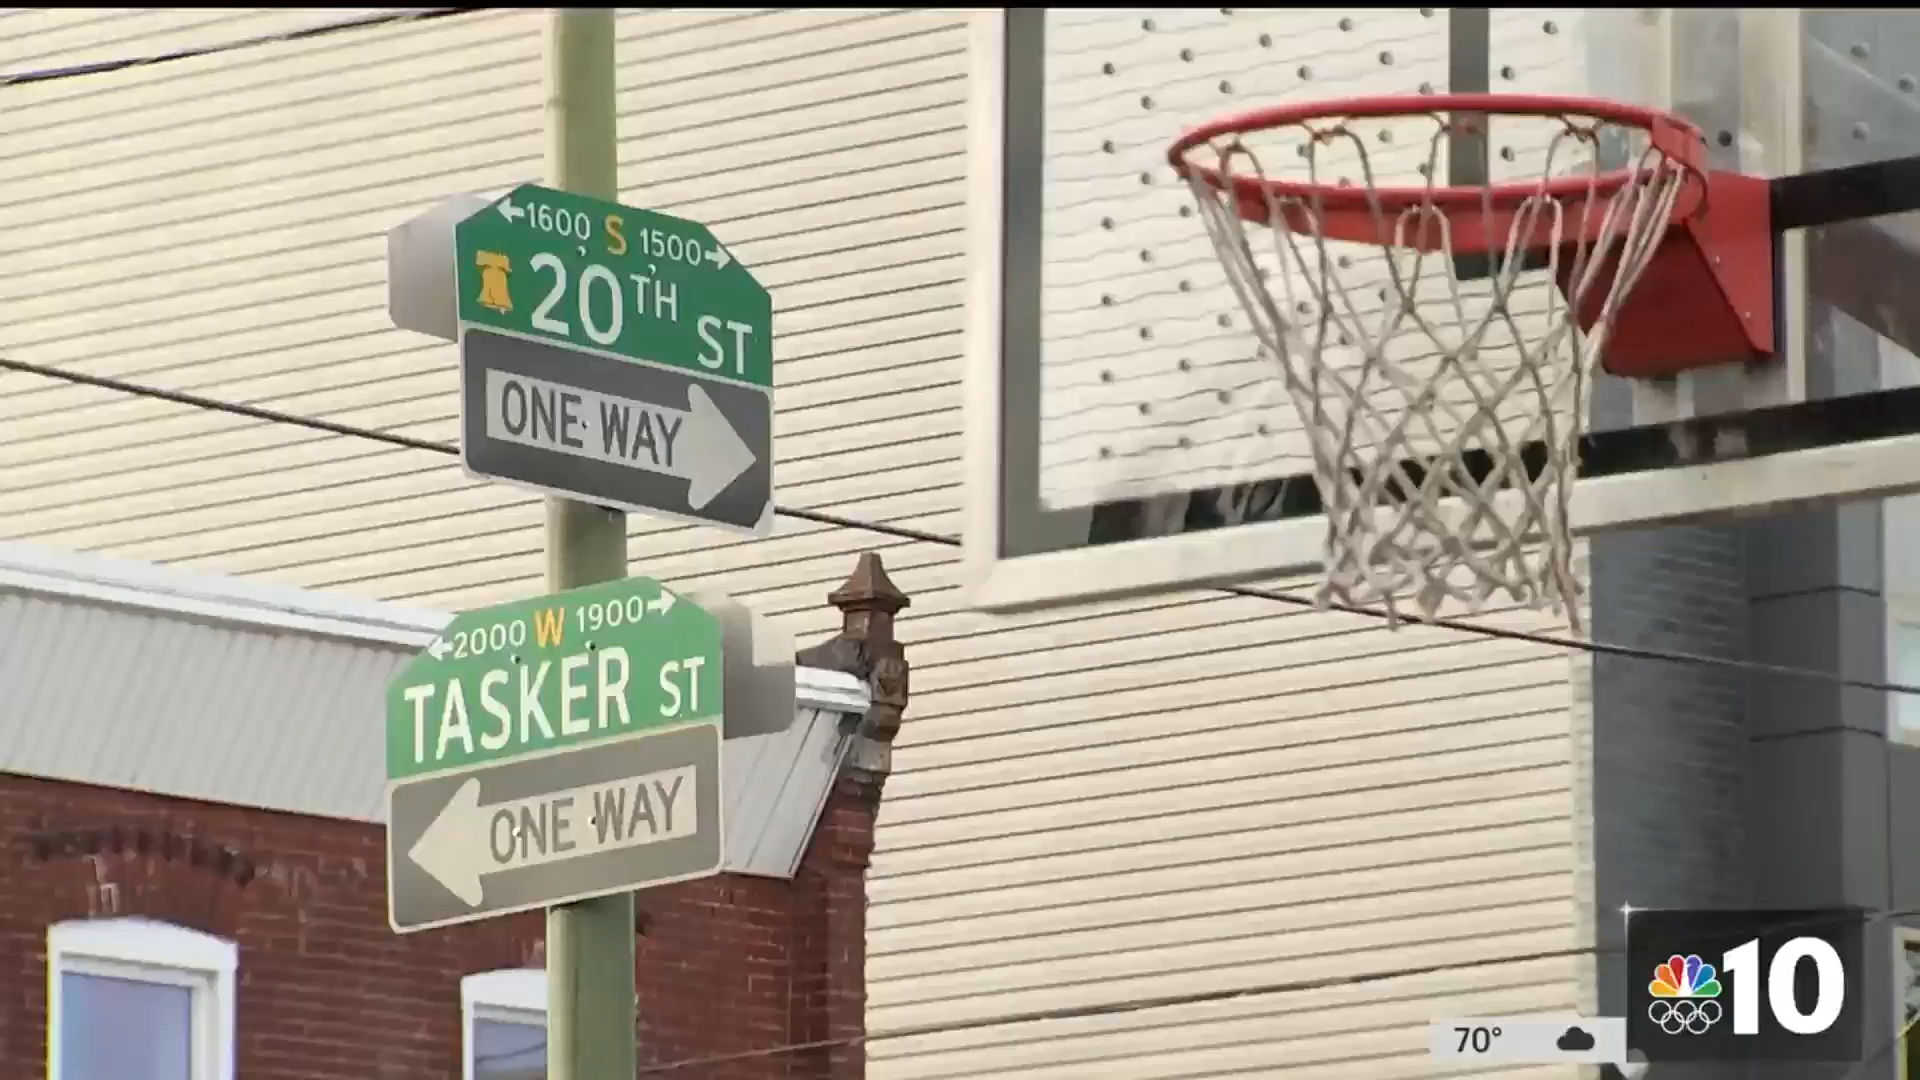 ←1600 S 1500→
20TH ST
ONE WAY
←2000 W 1900→
TASKER ST
ONE WAY
10
70°